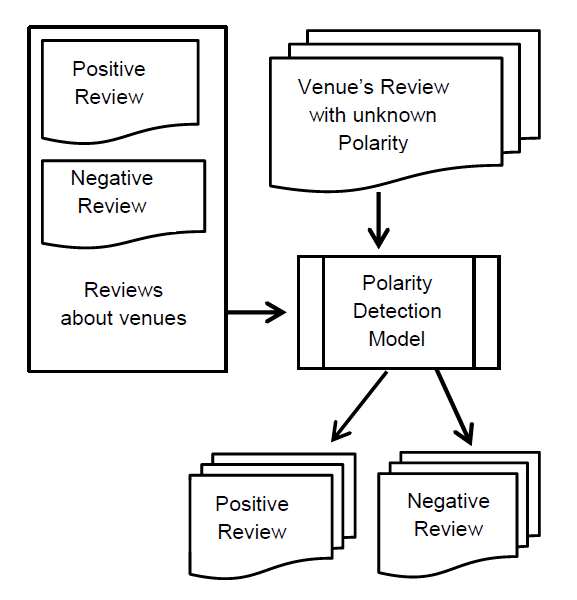 Positive
Review
Negative
Review
Reviews
about venues
Venue's Review
with unknown
Polarity
Polarity
Detection
Model
Positive
Review
Negative
Review